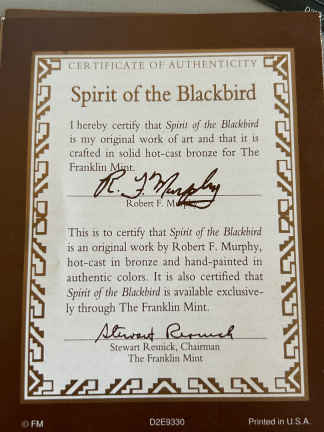 CERTIFICATE OF AUTHENTICITY
Spirit of the Blackbird
I hereby certify that Spirit of the Blackbird
is my original work of art and that it is
crafted in solid hot-cast bronze for The
Franklin Mint.
R. F. Murphy
Robert F. Murphy
This is to certify that Spirit of the Blackbird
is an original work by Robert F. Murphy,
hot-cast in bronze and hand-painted in
authentic colors. It is also certified that
Spirit of the Blackbird is available exclusive-
ly through The Franklin Mint.
Stewart Resnick
Stewart Resnick, Chairman
The Franklin Mint
© FM D2E9330 Printed in U.S.A.